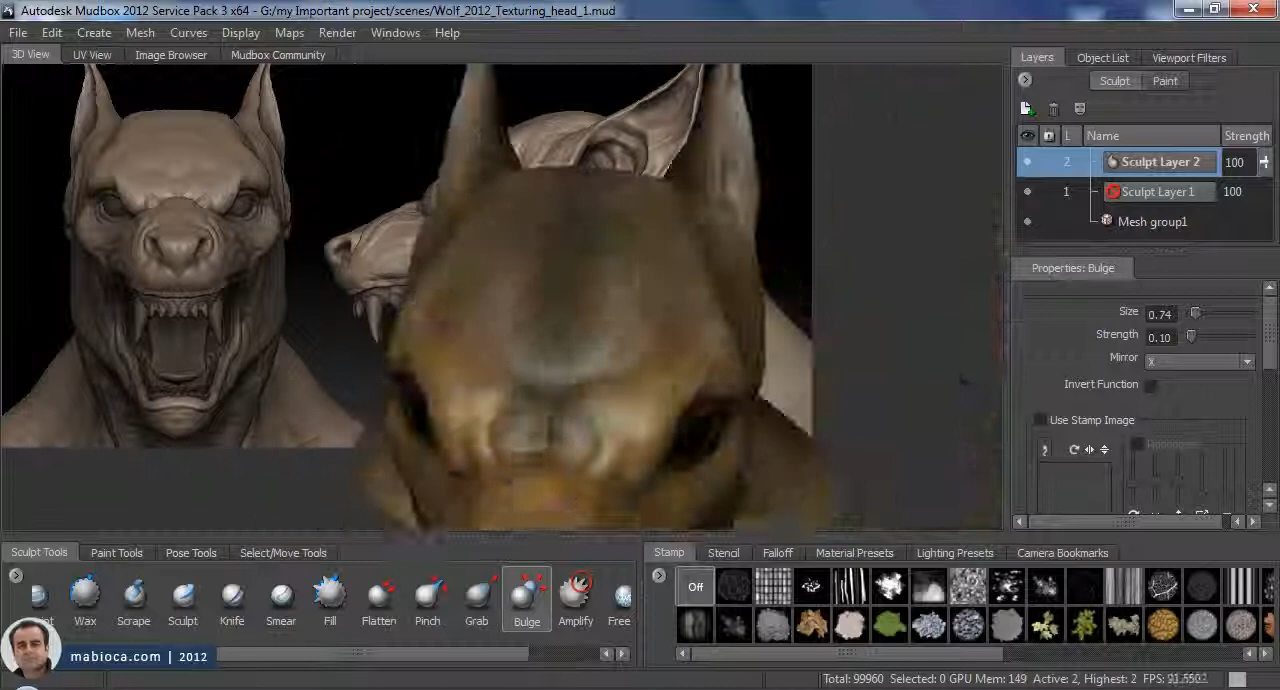 Autodesk Mudbox 2012 Service Pack 3 x64 - G:/my Important project/scenes/Wolf_2012_Texturing_head_1.mud
File Edit Create Mesh Curves Display Maps Render Windows Help
3D View UV View Image Browser Mudbox Community
Layers Object List Viewport Filters
Sculpt Paint
L Name Strength
2 Sculpt Layer 2 100
1 Sculpt Layer1 100
Mesh group1
Properties: Bulge
Size 0.74
Strength 0.10
Mirror X
Invert Function
Use Stamp Image
Sculpt Tools Paint Tools Pose Tools Select/Move Tools
Stamp Stencil Falloff Material Presets Lighting Presets Camera Bookmarks
Off
Wax Scrape Sculpt Knife Smear Fill Flatten Pinch Grab Bulge Amplify Free
mabioca.com | 2012
Total: 99960 Selected: 0 GPU Mem: 149 Active: 2, Highest: 2 FPS: